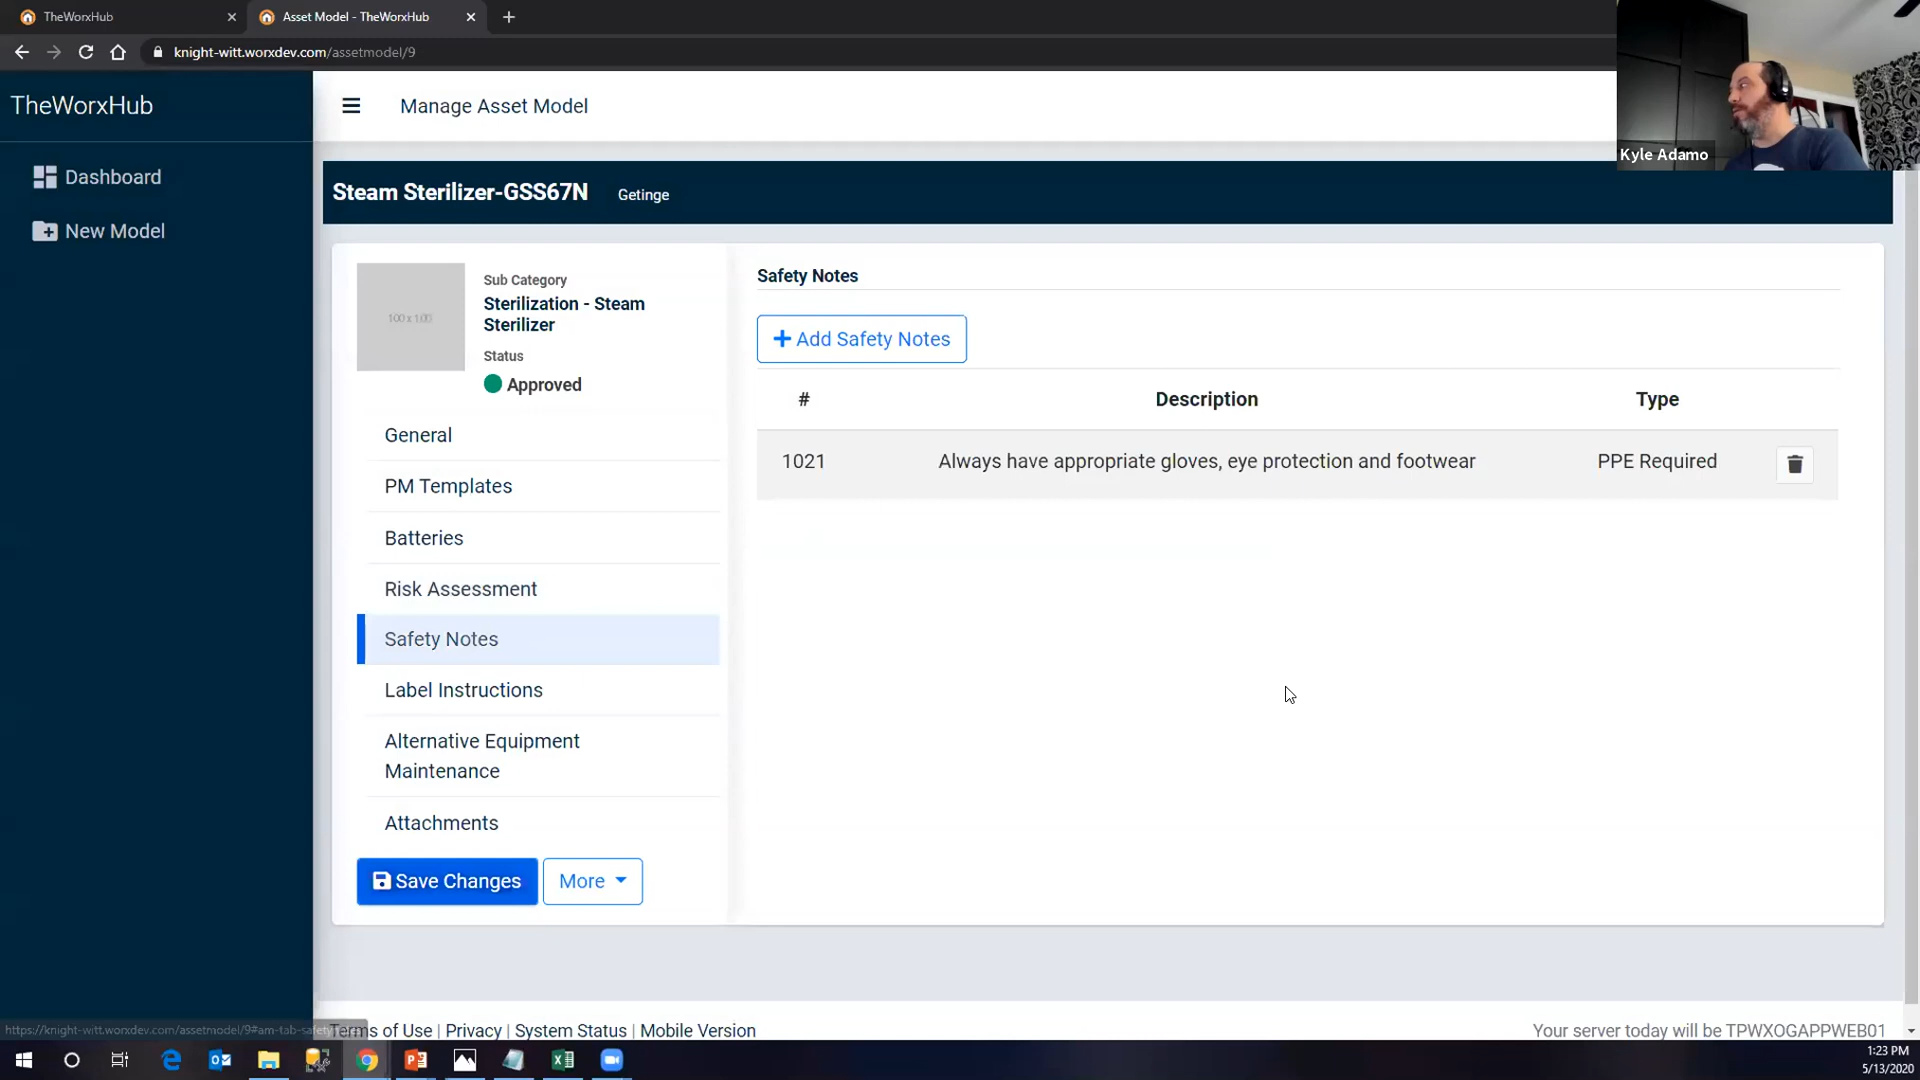 TheWorxHub
Asset Model - TheWorxHub
knight-witt.worxdev.com/assetmodel/9
Kyle Adamo
TheWorxHub
Manage Asset Model
Dashboard
New Model
Steam Sterilizer-GSS67N
Getinge
100 x 100
Sub Category
Sterilization - Steam
Sterilizer
Status
Approved
General
PM Templates
Batteries
Risk Assessment
Safety Notes
Label Instructions
Alternative Equipment
Maintenance
Attachments
Save Changes
More
Safety Notes
Add Safety Notes
# Description Type
1021 Always have appropriate gloves, eye protection and footwear PPE Required
Terms of Use | Privacy | System Status | Mobile Version
Your server today will be TPWXOGAPPWEB01
1:23 PM
5/13/2020